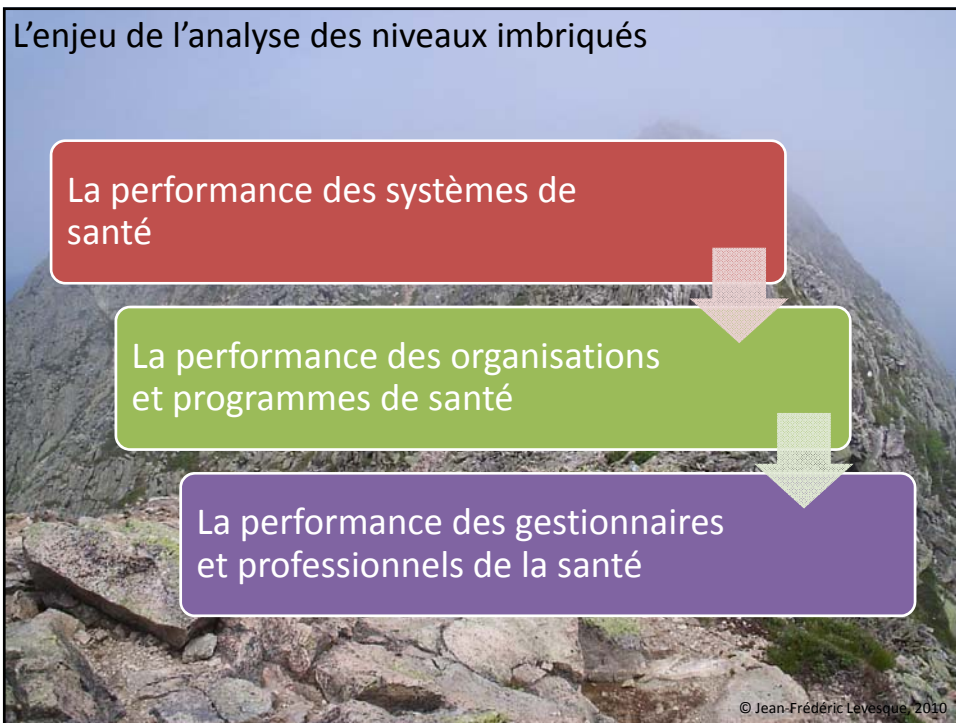 L’enjeu de l’analyse des niveaux imbriqués
La performance des systèmes de
santé
La performance des organisations
et programmes de santé
La performance des gestionnaires
et professionnels de la santé
© Jean-Frédéric Levesque, 2010